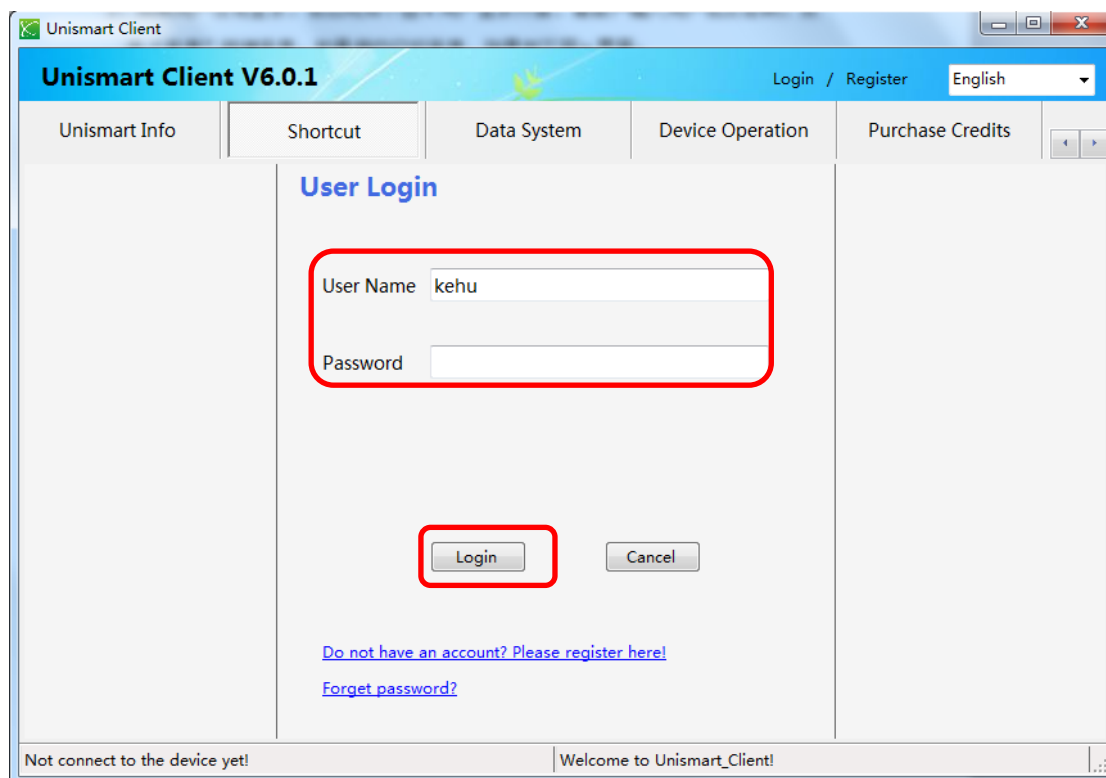 Unismart Client
Unismart Client V6.0.1
Login / Register
English
Unismart Info
Shortcut
Data System
Device Operation
Purchase Credits
User Login
User Name kehu
Password
Login
Cancel
Do not have an account? Please register here!
Forget password?
Not connect to the device yet!
Welcome to Unismart_Client!